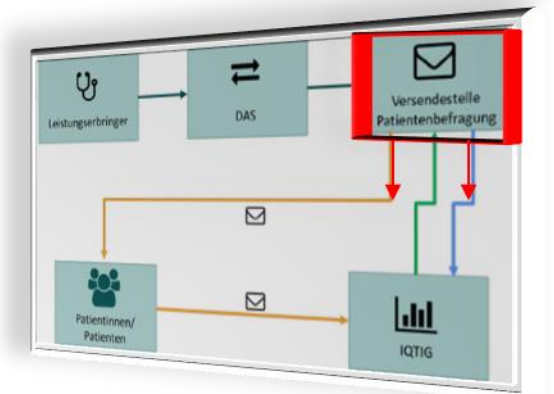 Leistungserbringer
DAS
Versendestelle
Patientenbefragung
Patientinnen/
Patienten
IQTIG